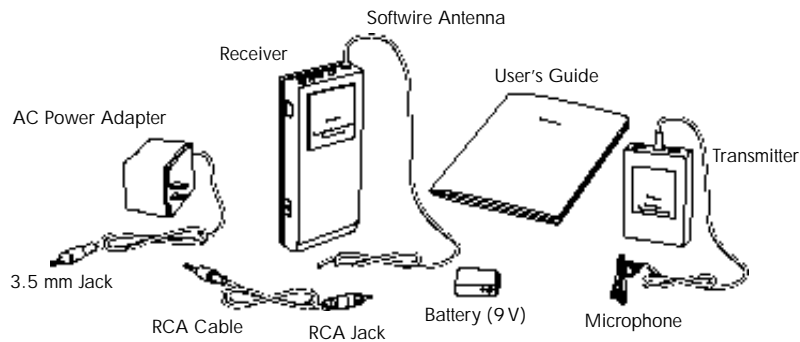 Softwire Antenna
Receiver
User's Guide
AC Power Adapter
Transmitter
3.5 mm Jack
RCA Cable
RCA Jack
Battery (9 V)
Microphone